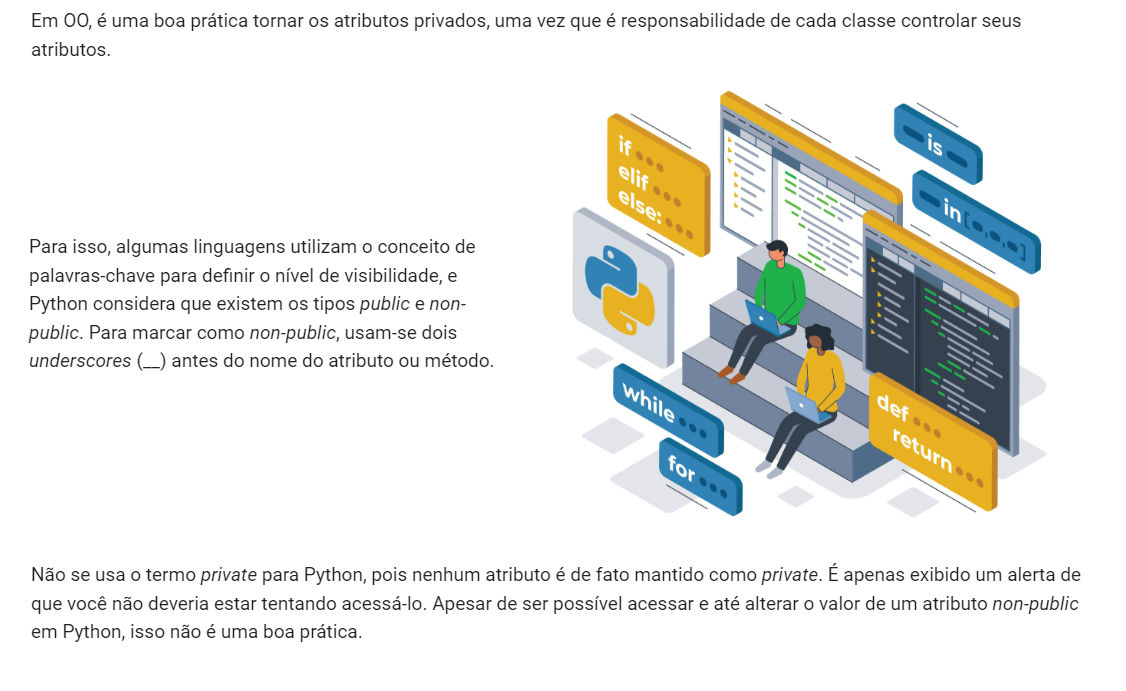 Em OO, é uma boa prática tornar os atributos privados, uma vez que é responsabilidade de cada classe controlar seus
atributos.
Para isso, algumas linguagens utilizam o conceito de
palavras-chave para definir o nível de visibilidade, e
Python considera que existem os tipos public e non-
public. Para marcar como non-public, usam-se dois
underscores (__) antes do nome do atributo ou método.
if
elif
else:
is
in [ , , ]
while
for
def
return
Não se usa o termo private para Python, pois nenhum atributo é de fato mantido como private. É apenas exibido um alerta de
que você não deveria estar tentando acessá-lo. Apesar de ser possível acessar e até alterar o valor de um atributo non-public
em Python, isso não é uma boa prática.